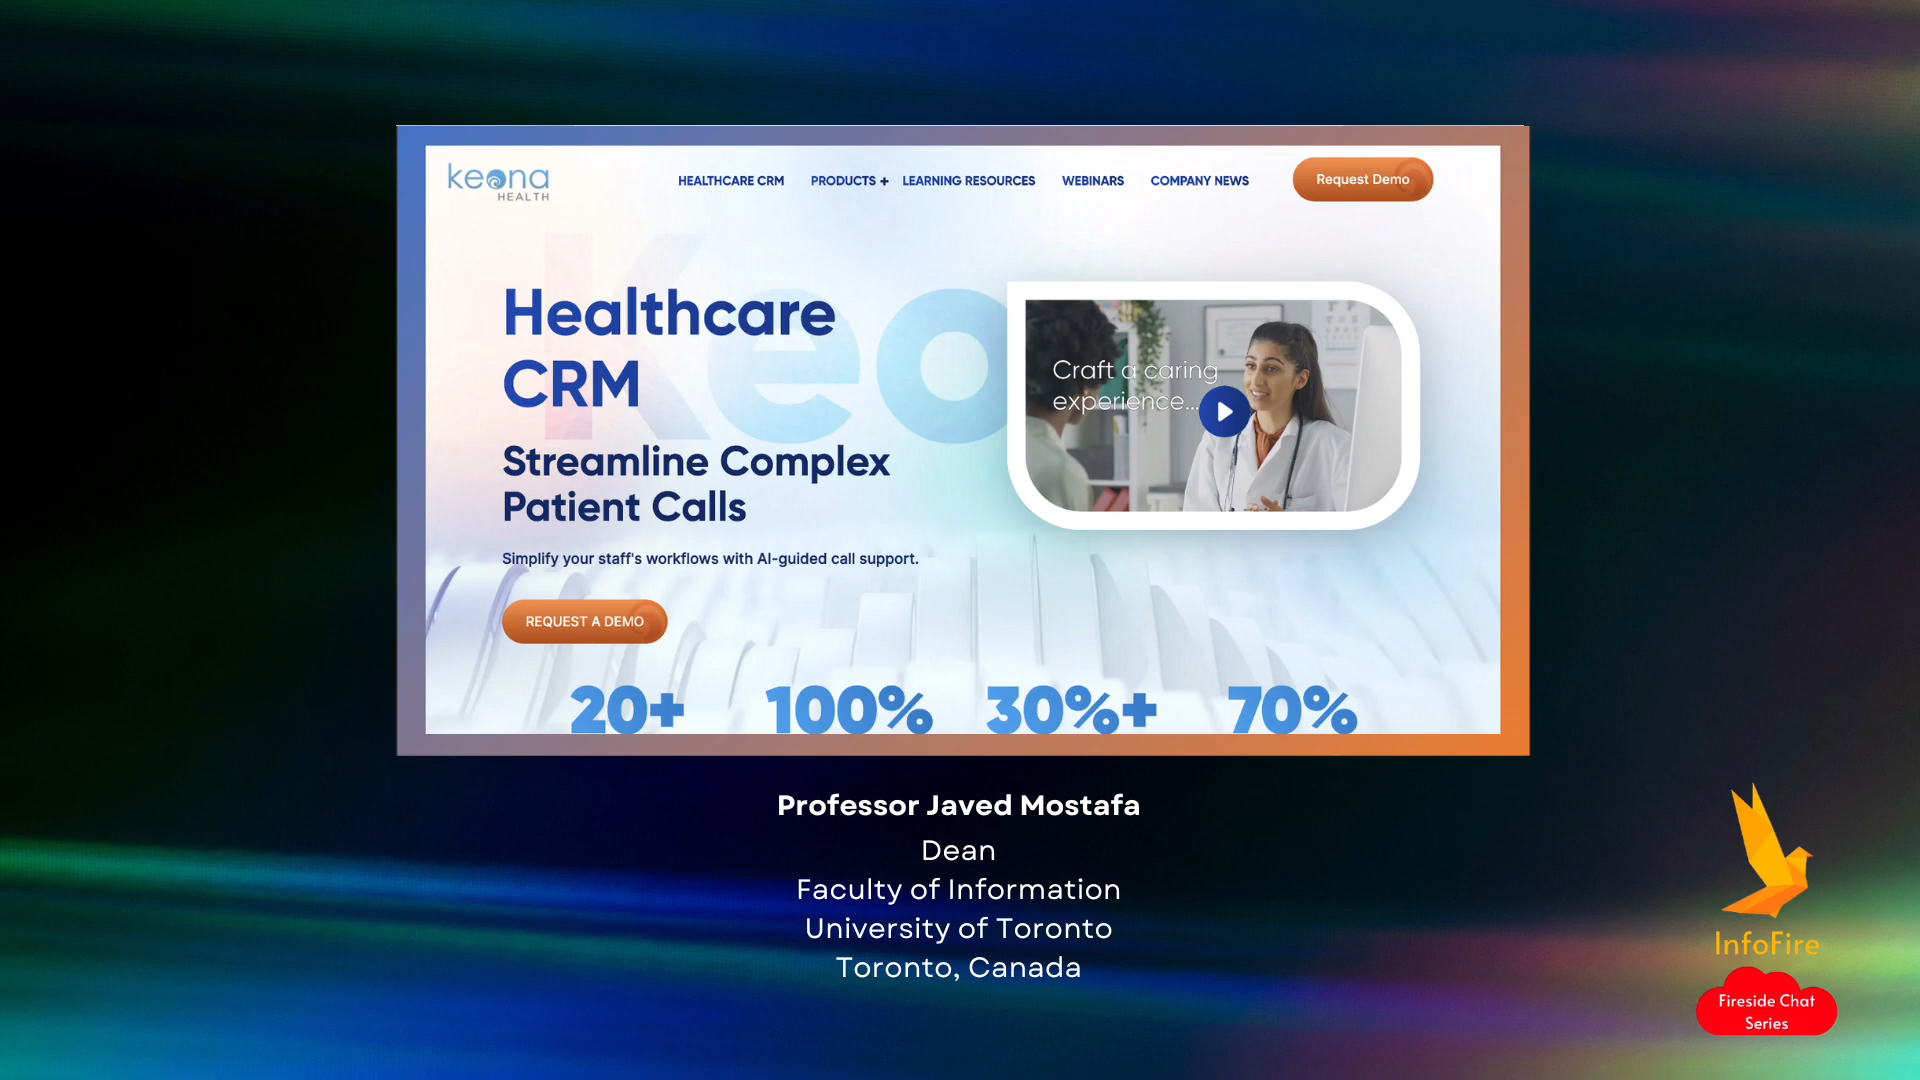 keona
HEALTH
HEALTHCARE CRM
PRODUCTS +
LEARNING RESOURCES
WEBINARS
COMPANY NEWS
Request Demo
Keo
Healthcare
CRM
Streamline Complex
Patient Calls
Simplify your staff's workflows with AI-guided call support.
REQUEST A DEMO
Craft a caring
experience...
20+
100%
30%+
70%
Professor Javed Mostafa
Dean
Faculty of Information
University of Toronto
Toronto, Canada
InfoFire
Fireside Chat
Series